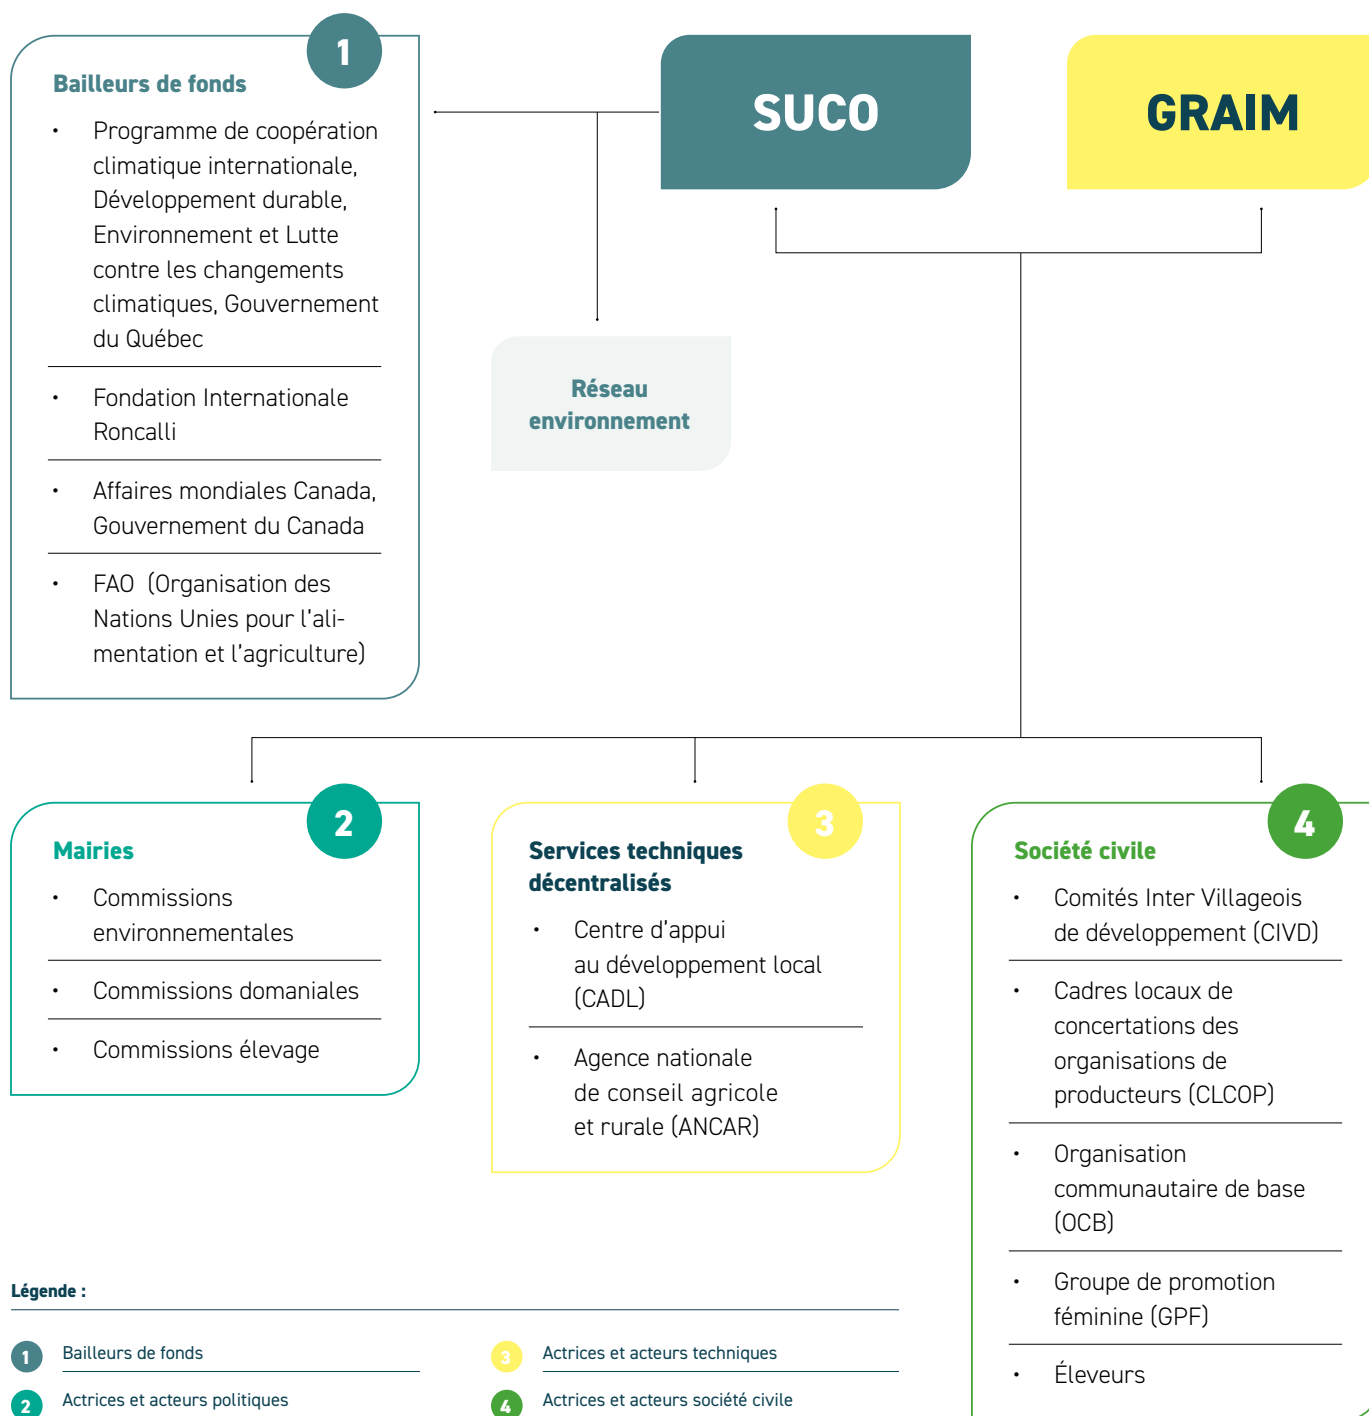 1
Bailleurs de fonds
• Programme de coopération
climatique internationale,
Développement durable,
Environnement et Lutte
contre les changements
climatiques, Gouvernement
du Québec
• Fondation Internationale
Roncalli
• Affaires mondiales Canada,
Gouvernement du Canada
• FAO (Organisation des
Nations Unies pour l'ali-
mentation et l'agriculture)
SUCO
GRAIM
Réseau
environnement
2
Mairies
• Commissions
environnementales
• Commissions domaniales
• Commissions élevage
3
Services techniques
décentralisés
• Centre d'appui
au développement local
(CADL)
• Agence nationale
de conseil agricole
et rurale (ANCAR)
4
Société civile
• Comités Inter Villageois
de développement (CIVD)
• Cadres locaux de
concertations des
organisations de
producteurs (CLCOP)
• Organisation
communautaire de base
(OCB)
• Groupe de promotion
féminine (GPF)
• Éleveurs
Légende :
1 Bailleurs de fonds
2 Actrices et acteurs politiques
3 Actrices et acteurs techniques
4 Actrices et acteurs société civile